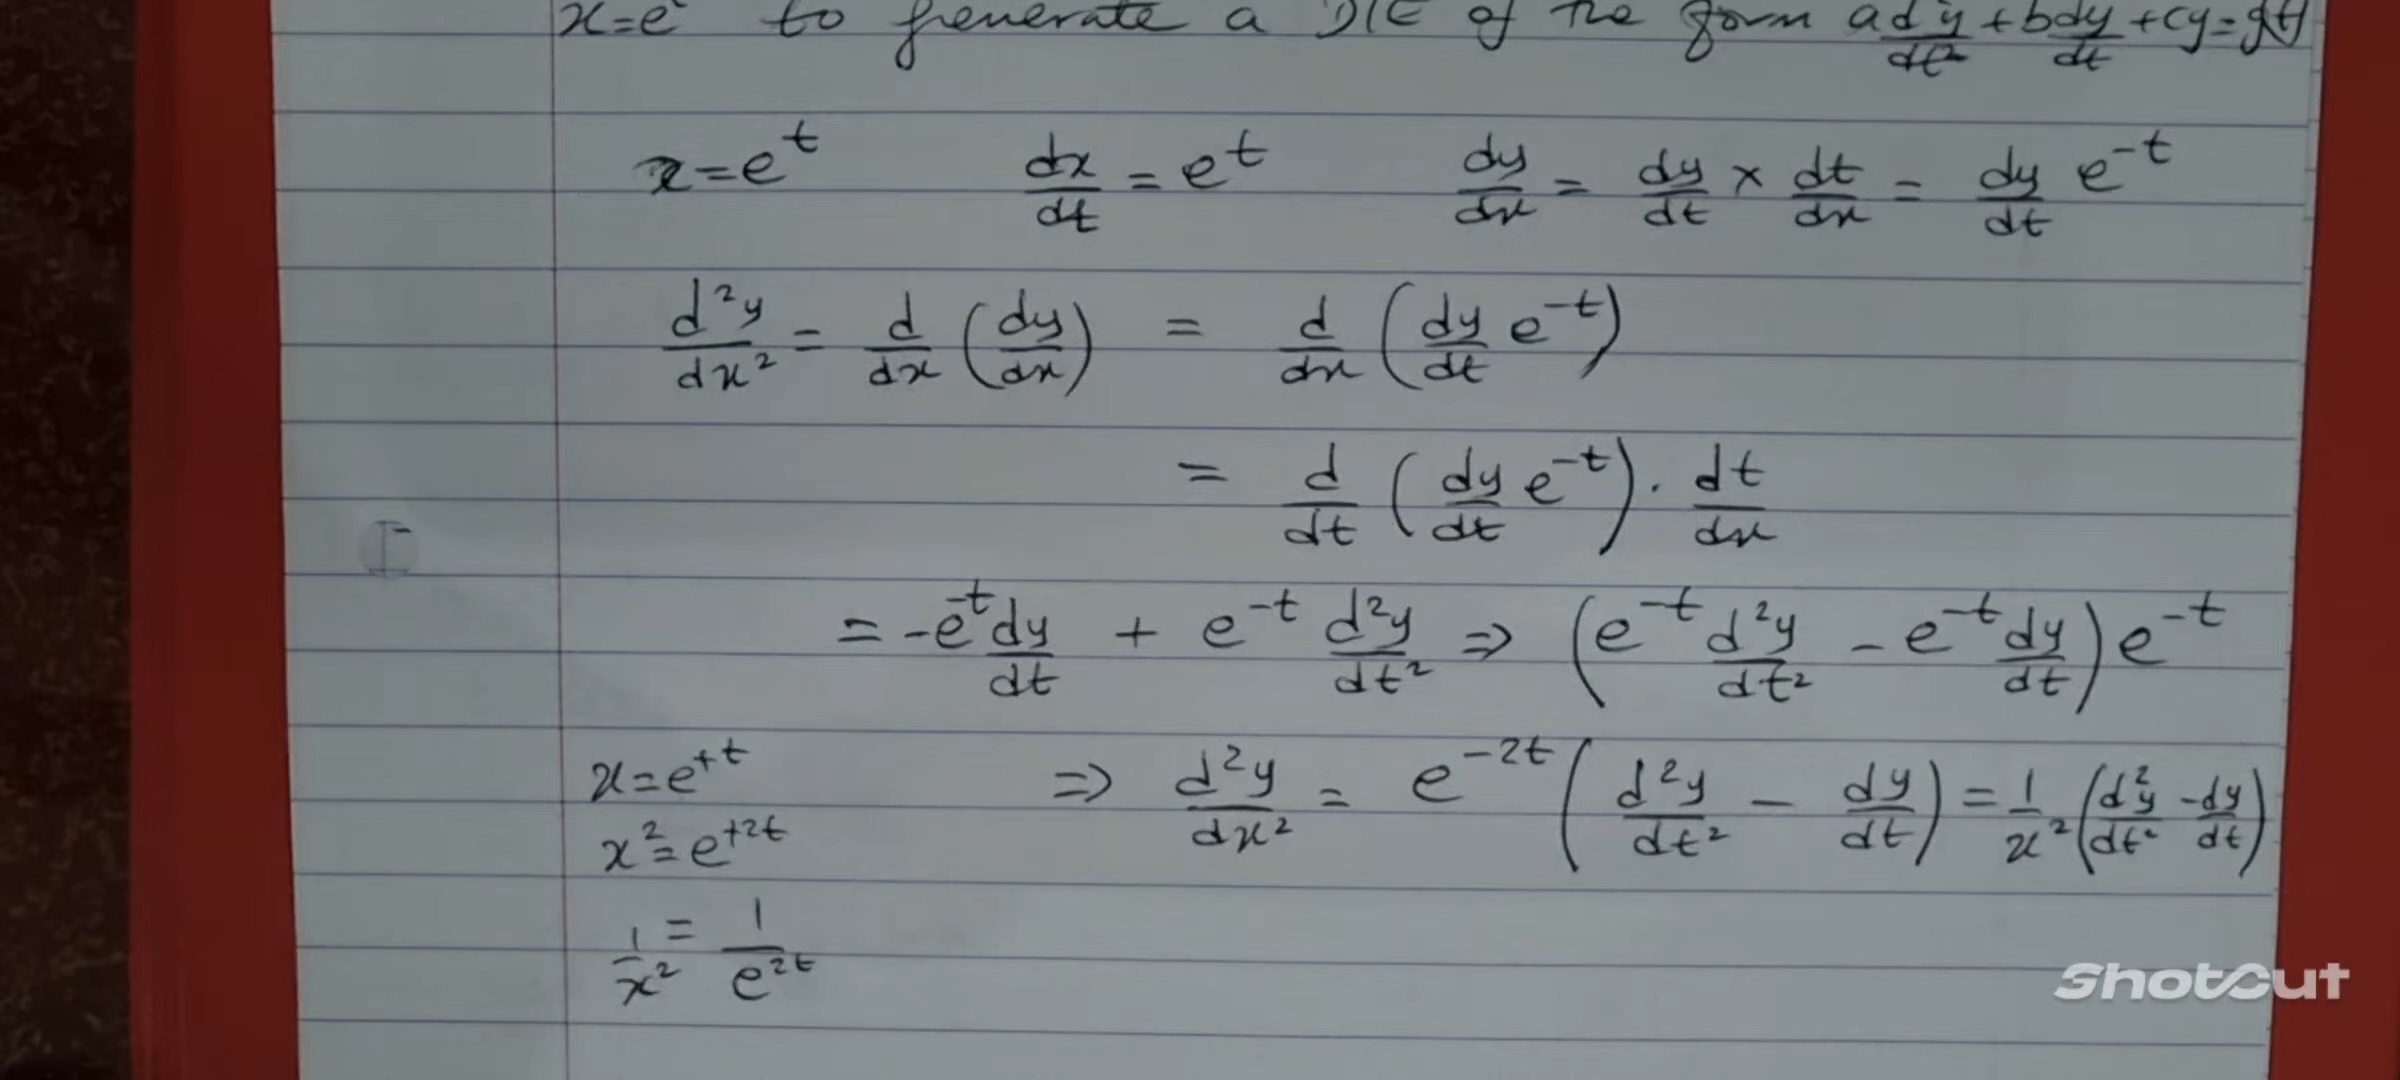 x=e to generate a D/E of the form a d²y/dt² + b dy/dt + cy = g(t)
x=e^t dx/dt = e^t dy/dx = dy/dt × dt/dx = dy/dt e^-t
d²y/dx² = d/dx (dy/dx) = d/dx (dy/dt e^-t)
= d/dt (dy/dt e^-t) . dt/dx
= -e^-t dy/dt + e^-t d²y/dt² ⇒ (e^-t d²y/dt² - e^-t dy/dt) e^-t
x=e^+t ⇒ d²y/dx² = e^-2t (d²y/dt² - dy/dt) = 1/x² (d²y/dt² - dy/dt)
x²=e^+2t
1/x² = 1/e^2t
ShotCut